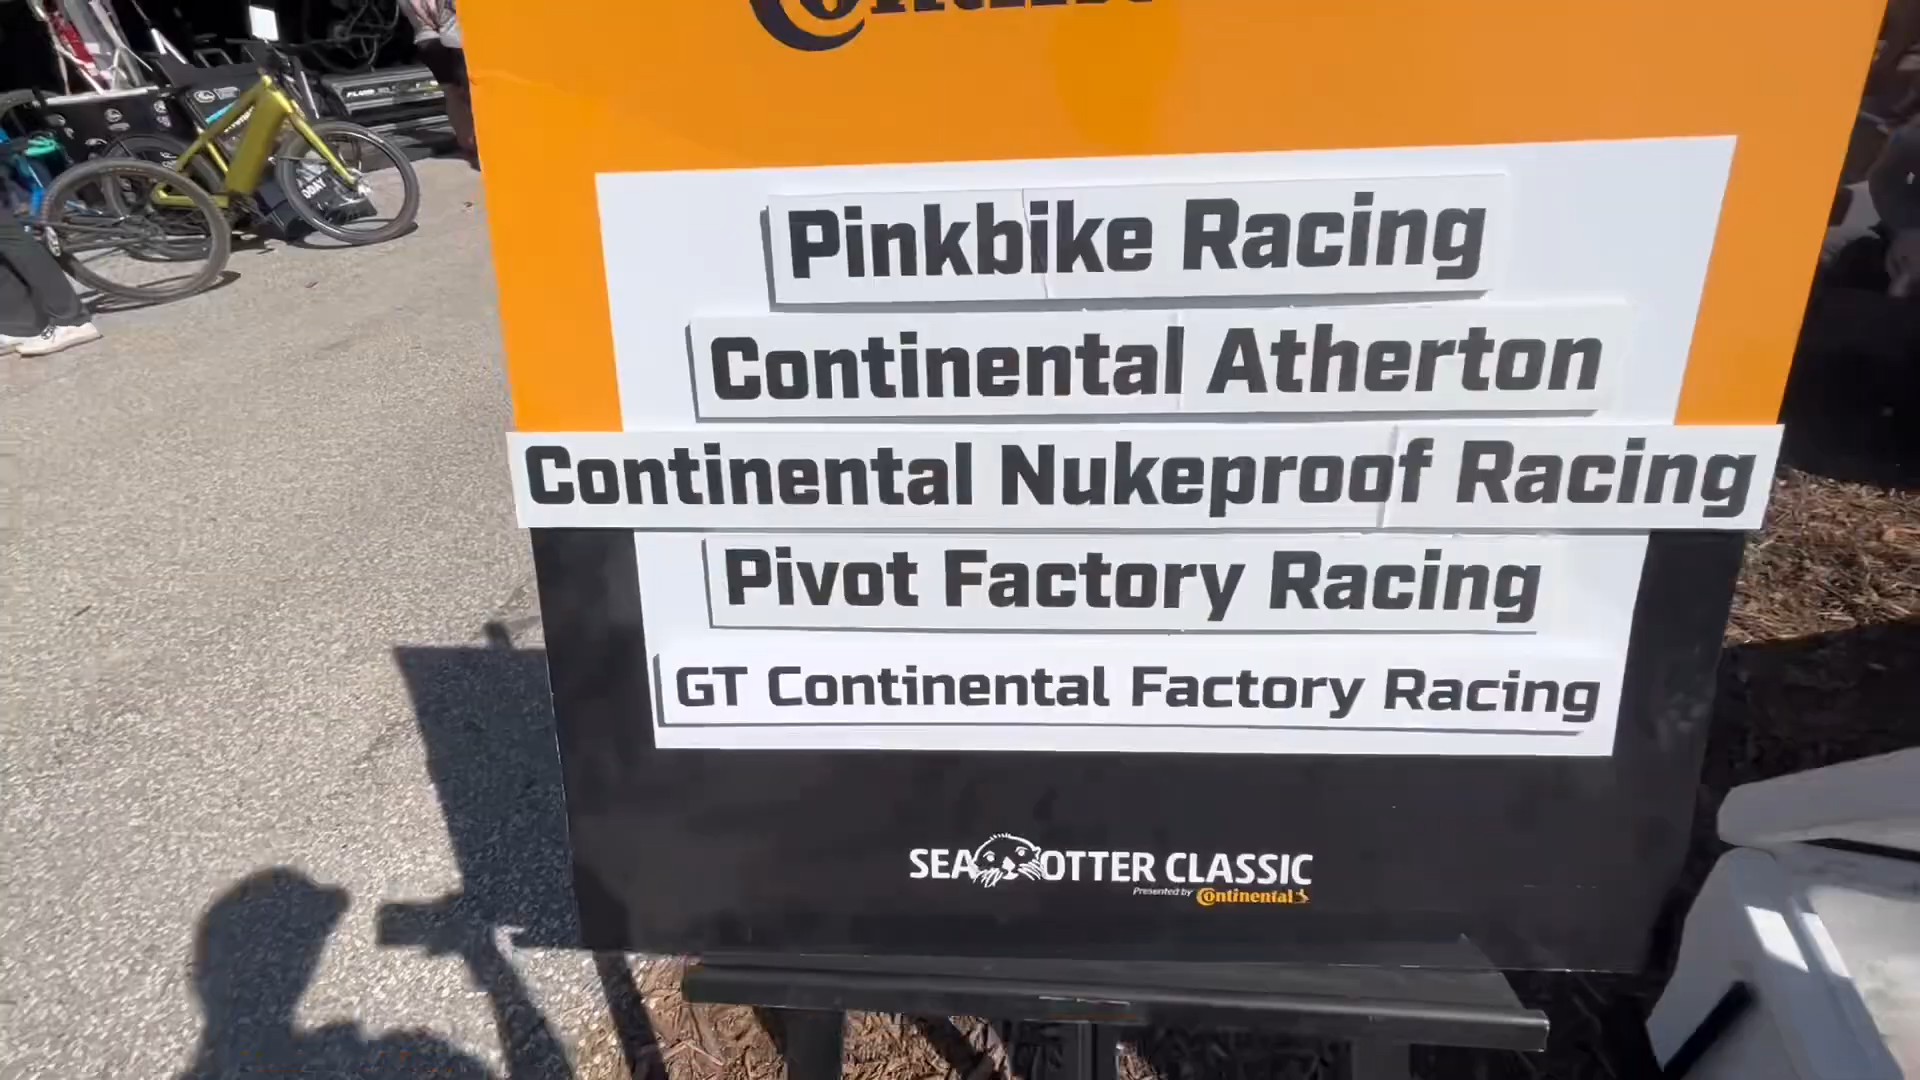 Continental
Pinkbike Racing
Continental Atherton
Continental Nukeproof Racing
Pivot Factory Racing
GT Continental Factory Racing
SEA OTTER CLASSIC
Presented by Continental